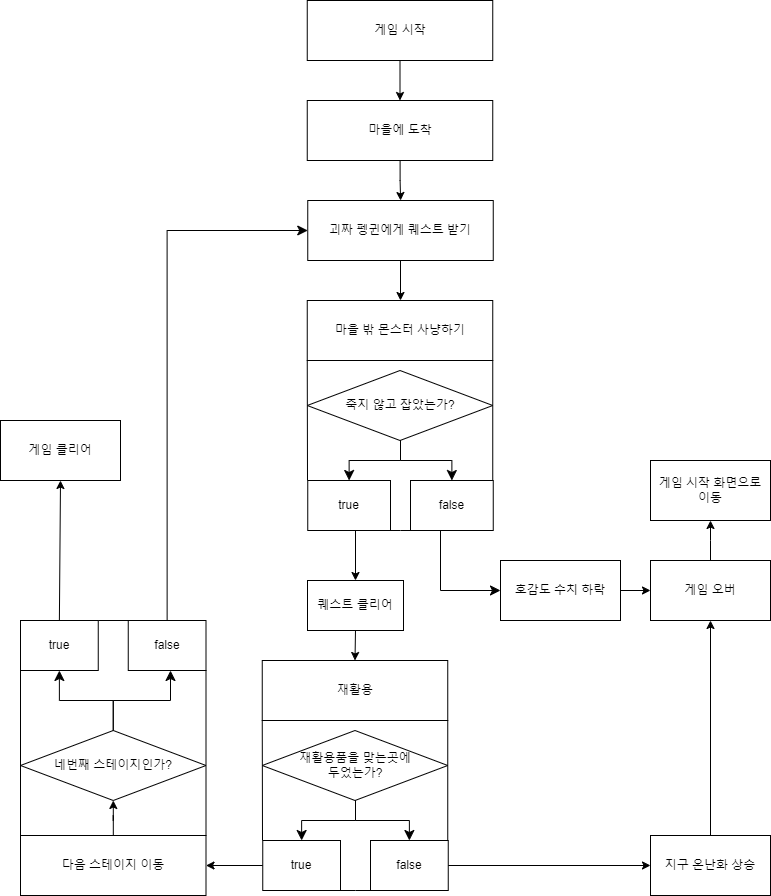 게임 시작
마을에 도착
괴짜 펭귄에게 퀘스트 받기
마을 밖 몬스터 사냥하기
죽지 않고 잡았는가?
게임 클리어
게임 시작 화면으로
이동
true
false
호감도 수치 하락
게임 오버
퀘스트 클리어
true
false
재활용
재활용품을 맞는곳에
두었는가?
네번째 스테이지인가?
다음 스테이지 이동
true
false
지구 온난화 상승